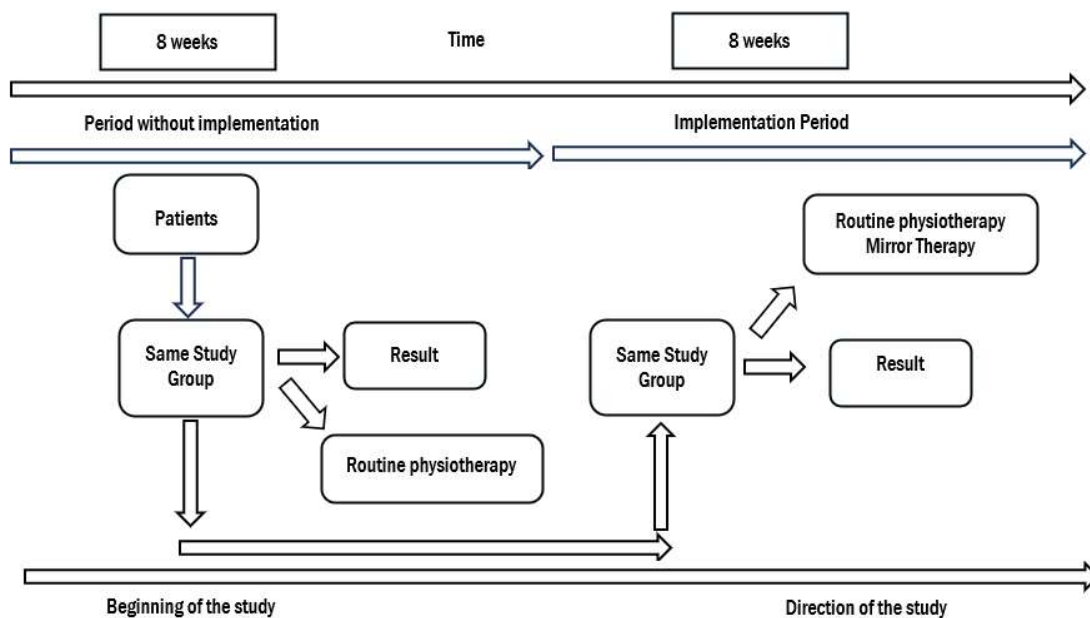 8 weeks
Time
8 weeks
Period without implementation
Implementation Period
Patients
Routine physiotherapy
Mirror Therapy
Same Study
Group
Result
Same Study
Group
Result
Routine physiotherapy
Beginning of the study
Direction of the study